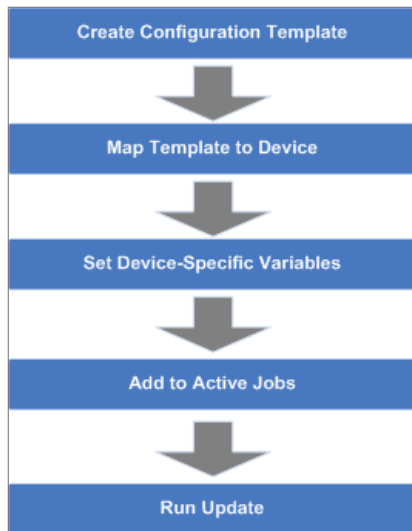 Create Configuration Template
Map Template to Device
Set Device-Specific Variables
Add to Active Jobs
Run Update